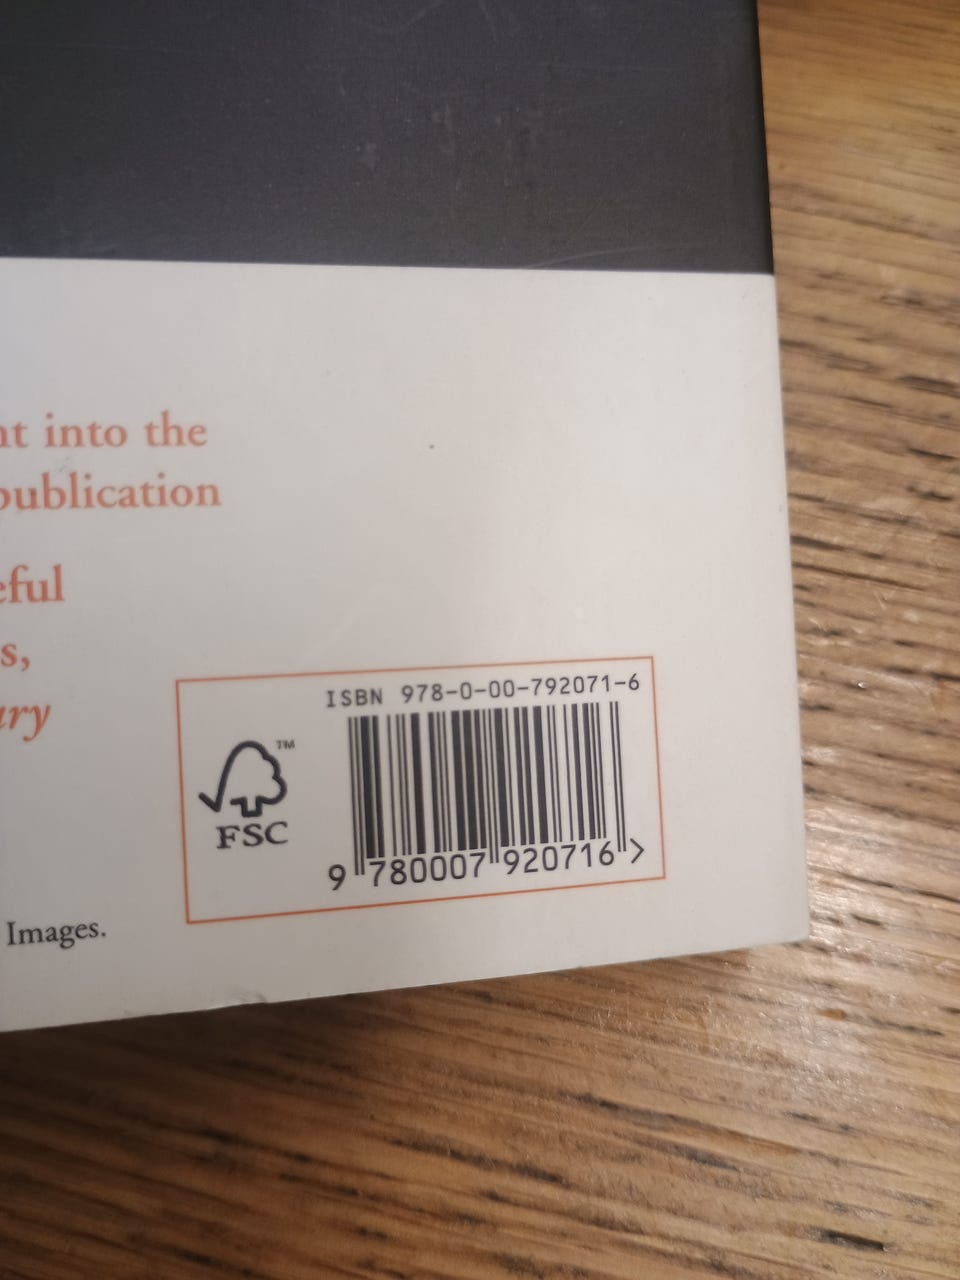 nt into the
publication
eful
s,
ary
ISBN 978-0-00-792071-6
™
FSC
9 780007 920716 >
Images.